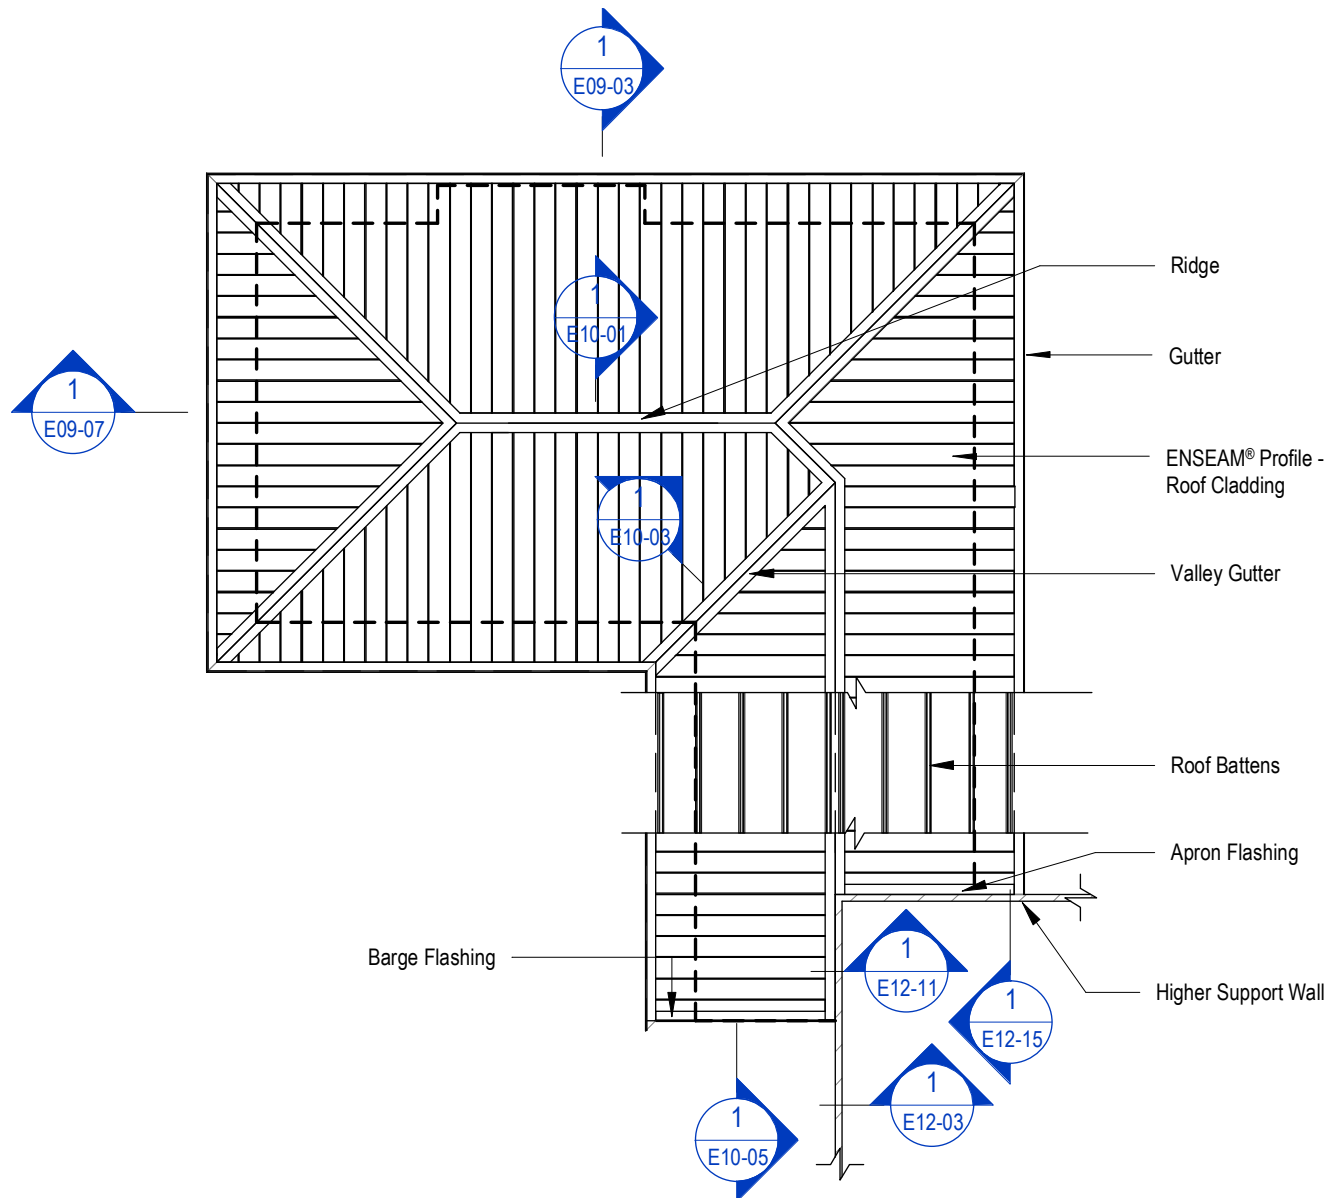 1
E09-03
Ridge
1
E10-01
Gutter
1
E09-07
ENSEAM® Profile -
Roof Cladding
1
E10-03
Valley Gutter
Roof Battens
Apron Flashing
Barge Flashing
1
E12-11
Higher Support Wall
1
E12-15
1
E12-03
1
E10-05